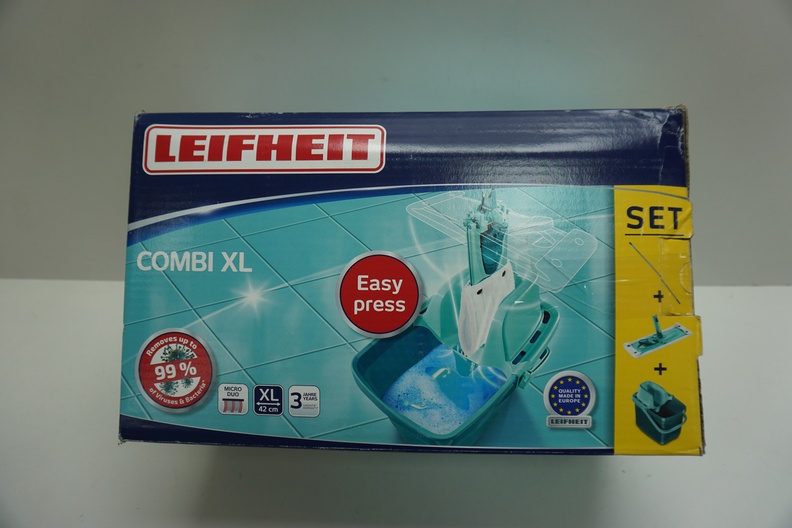 LEIFHEIT
COMBI XL
Easy
press
SET
+
+
Removes up to
99 %
of Viruses & Bacteria*
MICRO
DUO
XL
42 cm
3 JAHRE
YEARS
QUALITY
MADE IN
EUROPE
LEIFHEIT